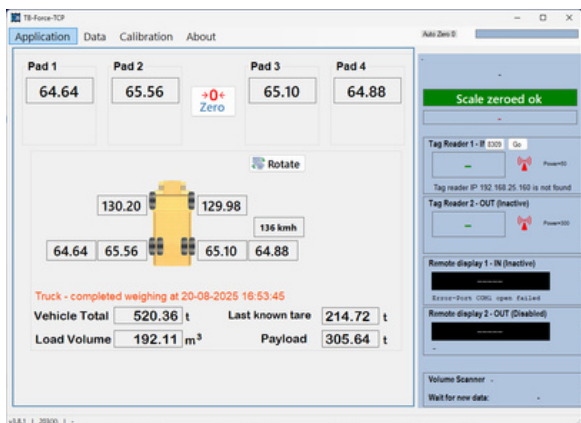 TB-Force-TCP
Application Data Calibration About
Auto Zero 0
Pad 1 Pad 2 Pad 3 Pad 4
64.64 65.56 →0← Zero 65.10 64.88
Rotate
130.20 129.98
136 kmh
64.64 65.56 65.10 64.88
Truck - completed weighing at 20-08-2025 16:53:45
Vehicle Total 520.36 t Last known tare 214.72 t
Load Volume 192.11 m³ Payload 305.64 t
-
-
Scale zeroed ok
-
Tag Reader 1 - IN 8309 Go
- Power=50
Tag reader IP 192.168.25.160 is not found
Tag Reader 2 - OUT (Inactive)
- Power=300
Remote display 1 - IN (Inactive)
-----
Error-Port COM1 open failed
Remote display 2 - OUT (Disabled)
-----
-
Volume Scanner -
Wait for new data: -